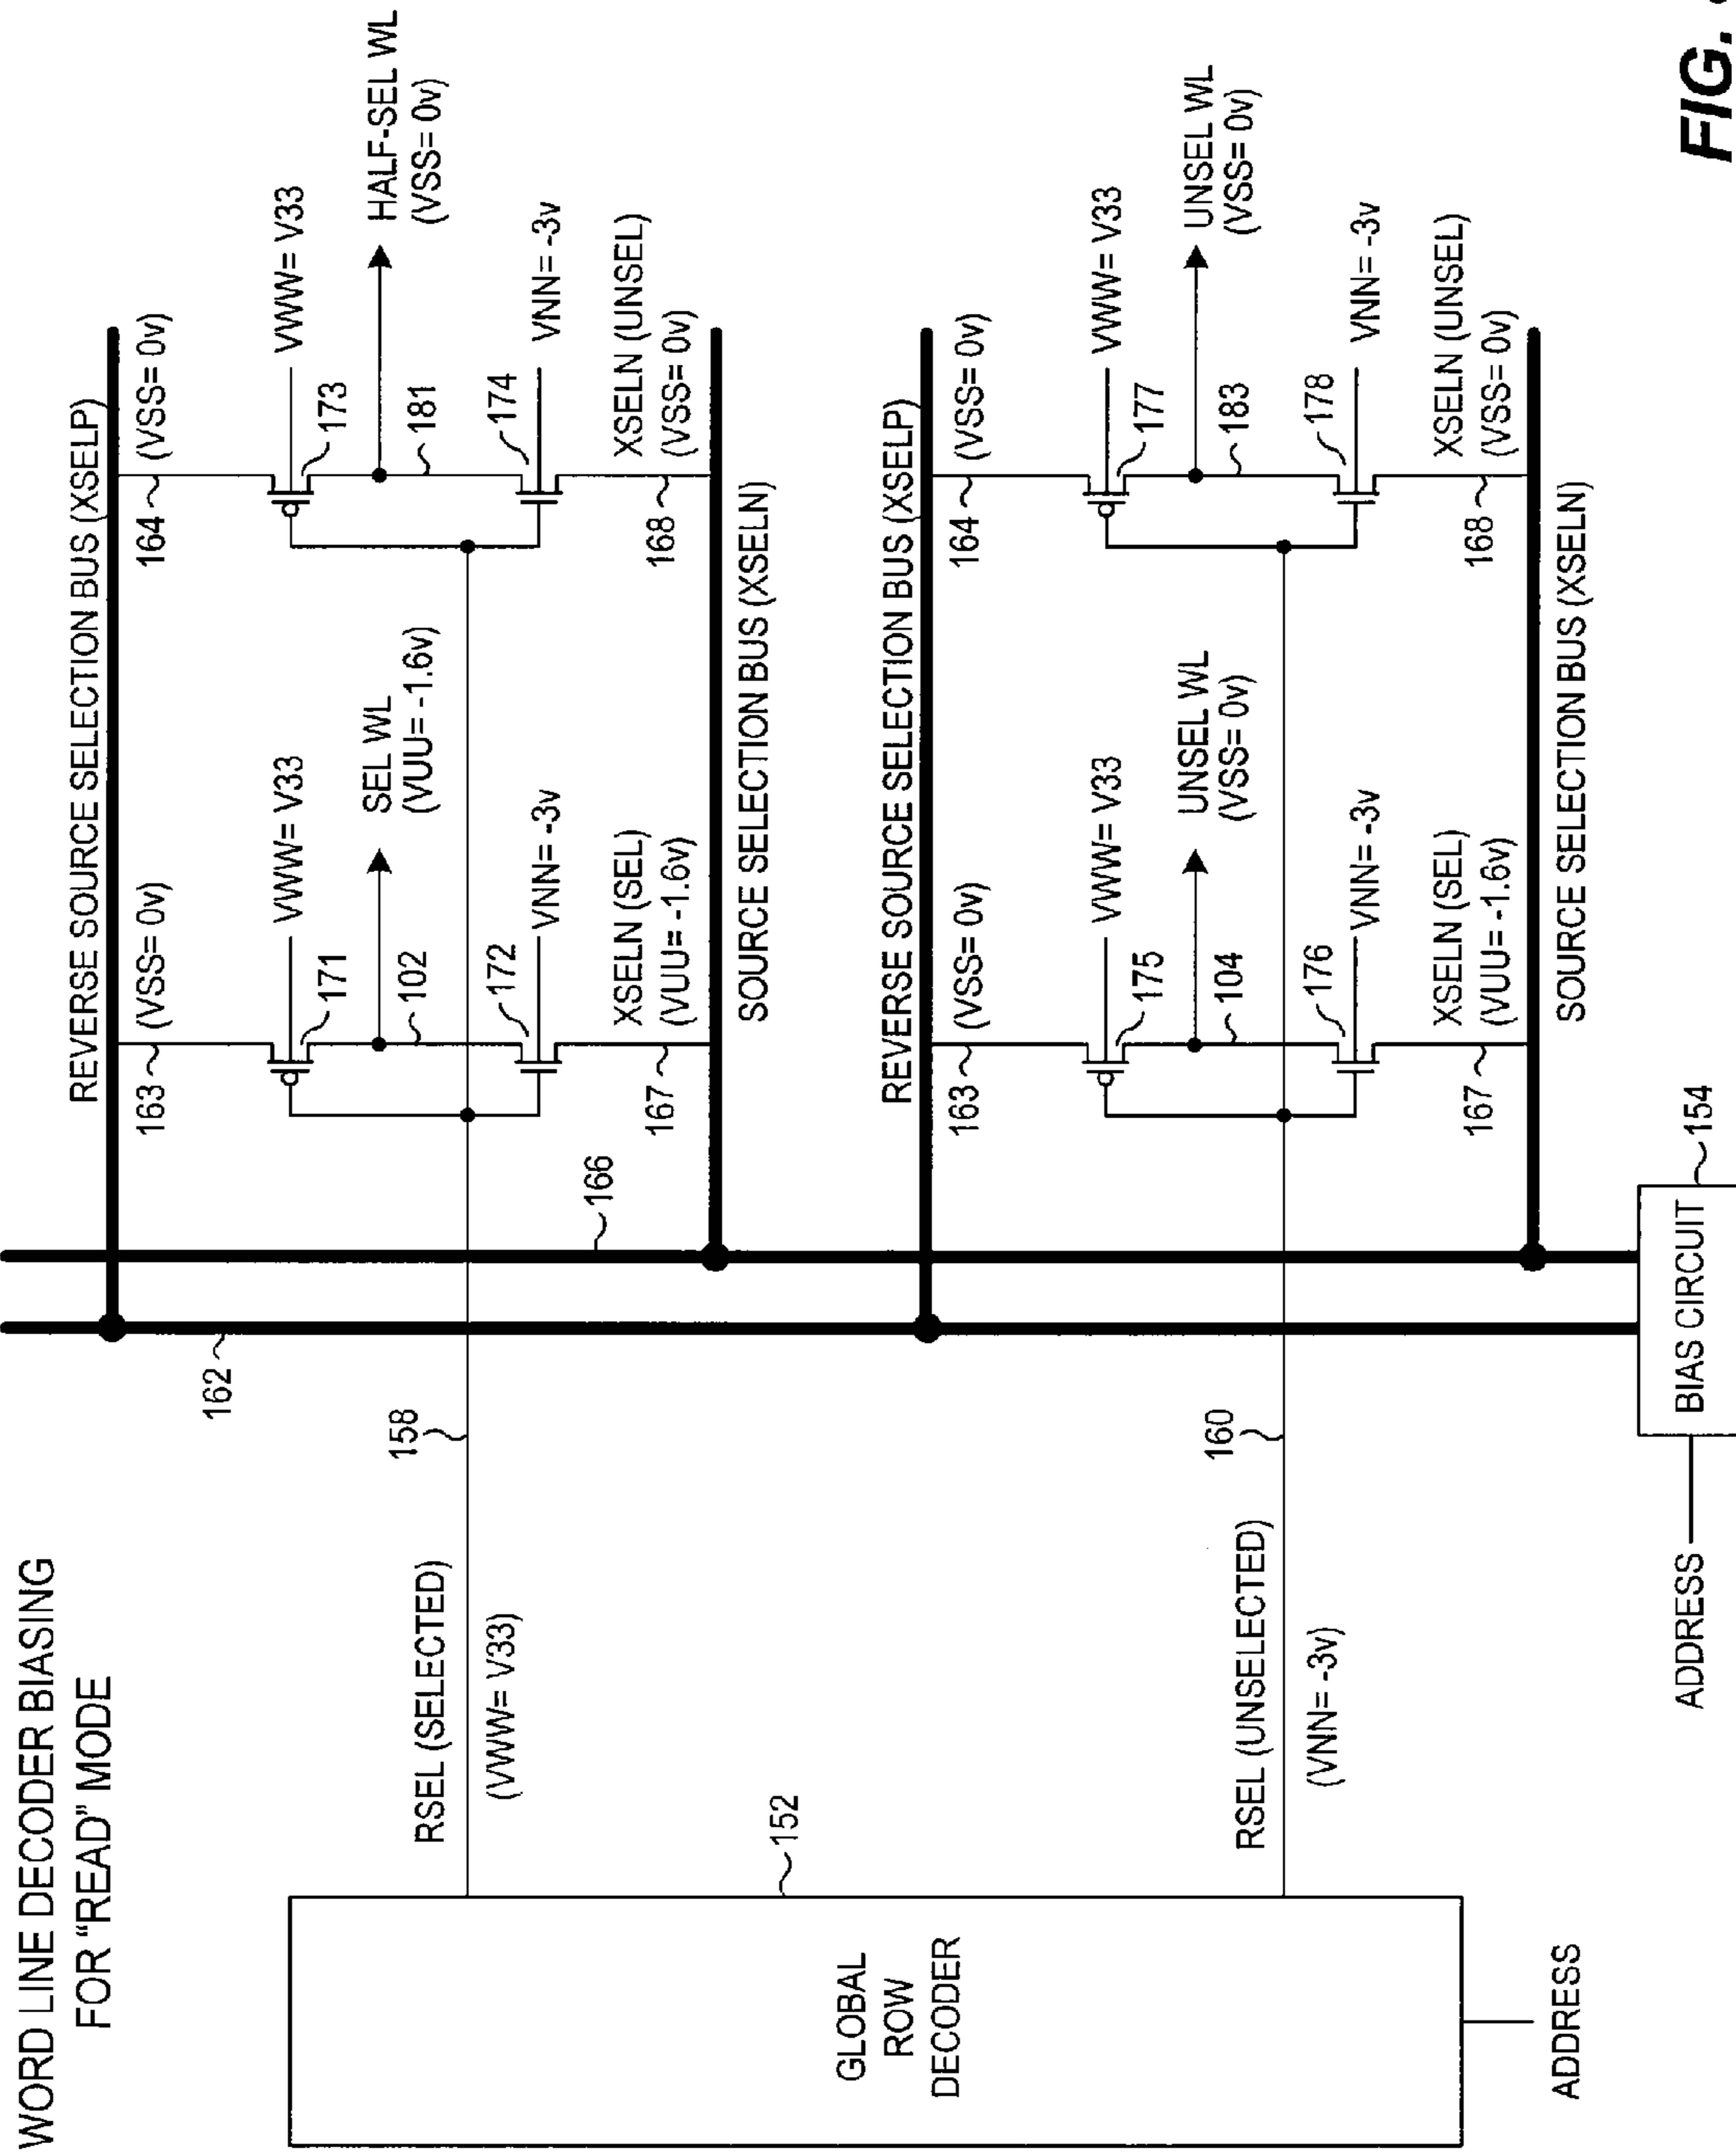 WORD LINE DECODER BIASING
FOR "READ" MODE
REVERSE SOURCE SELECTION BUS (XSELP)
163
(VSS= 0v)
164
(VSS= 0v)
162
166
VWW= V33
171
VWW= V33
173
RSEL (SELECTED)
(VWW= V33)
158
SEL WL
(VUU= -1.6v)
102
HALF-SEL WL
(VSS= 0v)
181
172
VNN= -3v
174
VNN= -3v
167
XSELN (SEL)
(VUU= -1.6v)
168
XSELN (UNSEL)
(VSS= 0v)
SOURCE SELECTION BUS (XSELN)
152
GLOBAL
ROW
DECODER
REVERSE SOURCE SELECTION BUS (XSELP)
163
(VSS= 0v)
164
(VSS= 0v)
VWW= V33
175
VWW= V33
177
RSEL (UNSELECTED)
(VNN= -3v)
160
UNSEL WL
(VSS= 0v)
104
UNSEL WL
(VSS= 0v)
183
176
VNN= -3v
178
VNN= -3v
167
XSELN (SEL)
(VUU= -1.6v)
168
XSELN (UNSEL)
(VSS= 0v)
SOURCE SELECTION BUS (XSELN)
ADDRESS
ADDRESS
BIAS CIRCUIT
154
FIG.